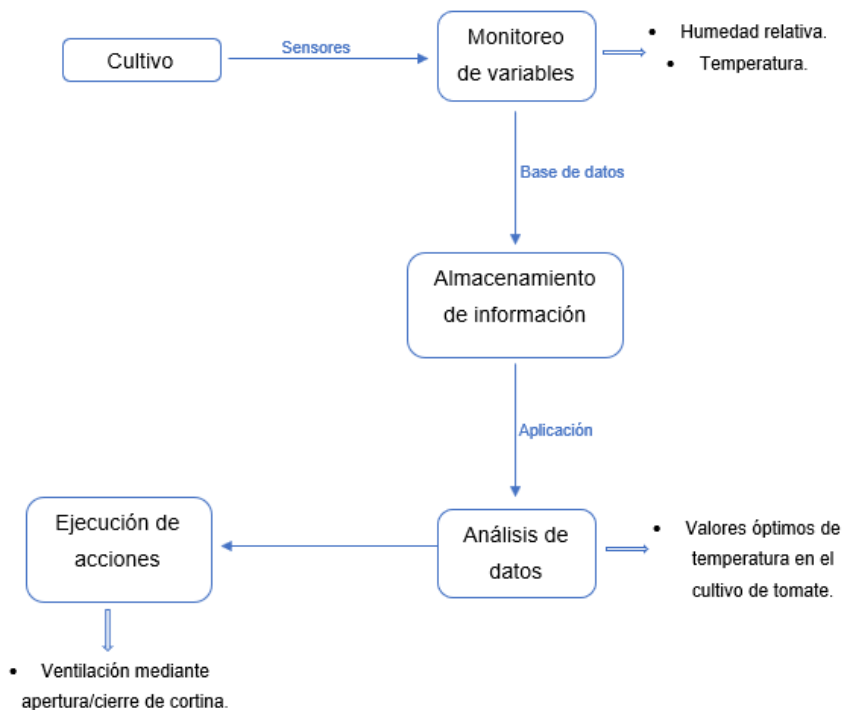 Cultivo
Sensores
Monitoreo
de variables
• Humedad relativa.
• Temperatura.
Base de datos
Almacenamiento
de información
Aplicación
Ejecución de
acciones
Análisis de
datos
• Valores óptimos de
temperatura en el
cultivo de tomate.
• Ventilación mediante
apertura/cierre de cortina.